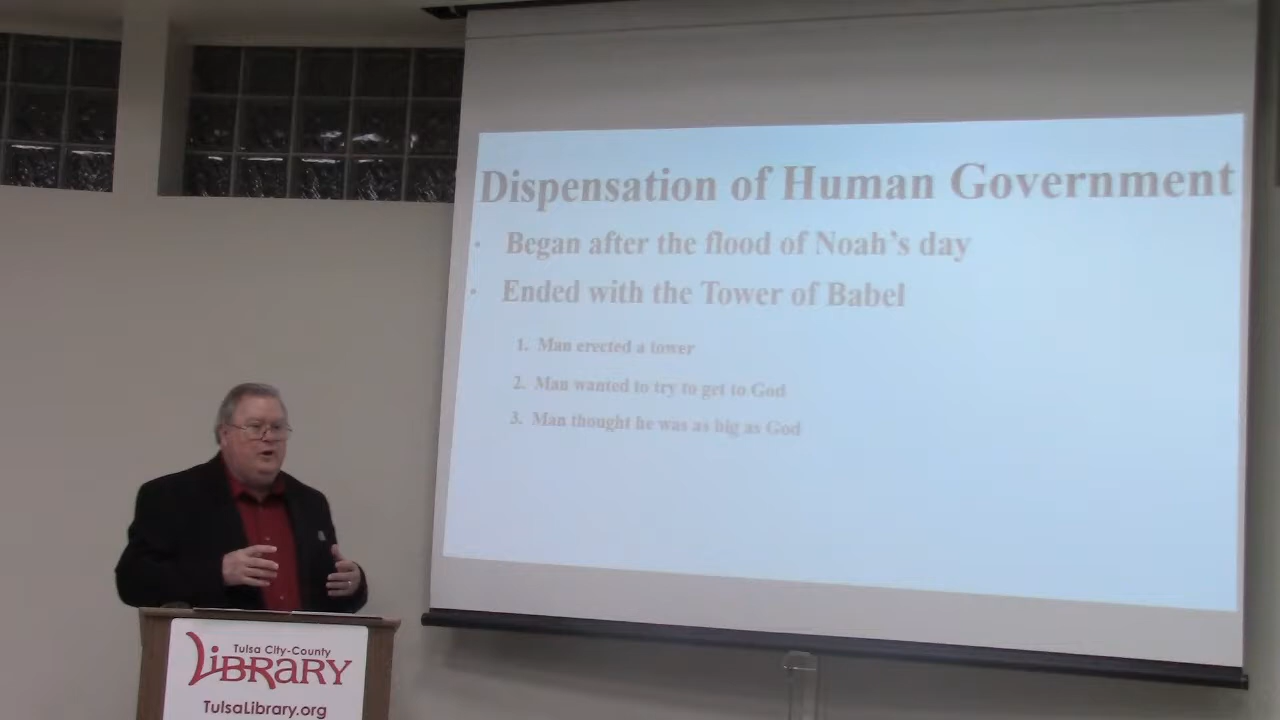 Dispensation of Human Government
• Began after the flood of Noah's day
• Ended with the Tower of Babel
1. Man erected a tower
2. Man wanted to try to get to God
3. Man thought he was as big as God
Tulsa City-County
LIBRARY
TulsaLibrary.org